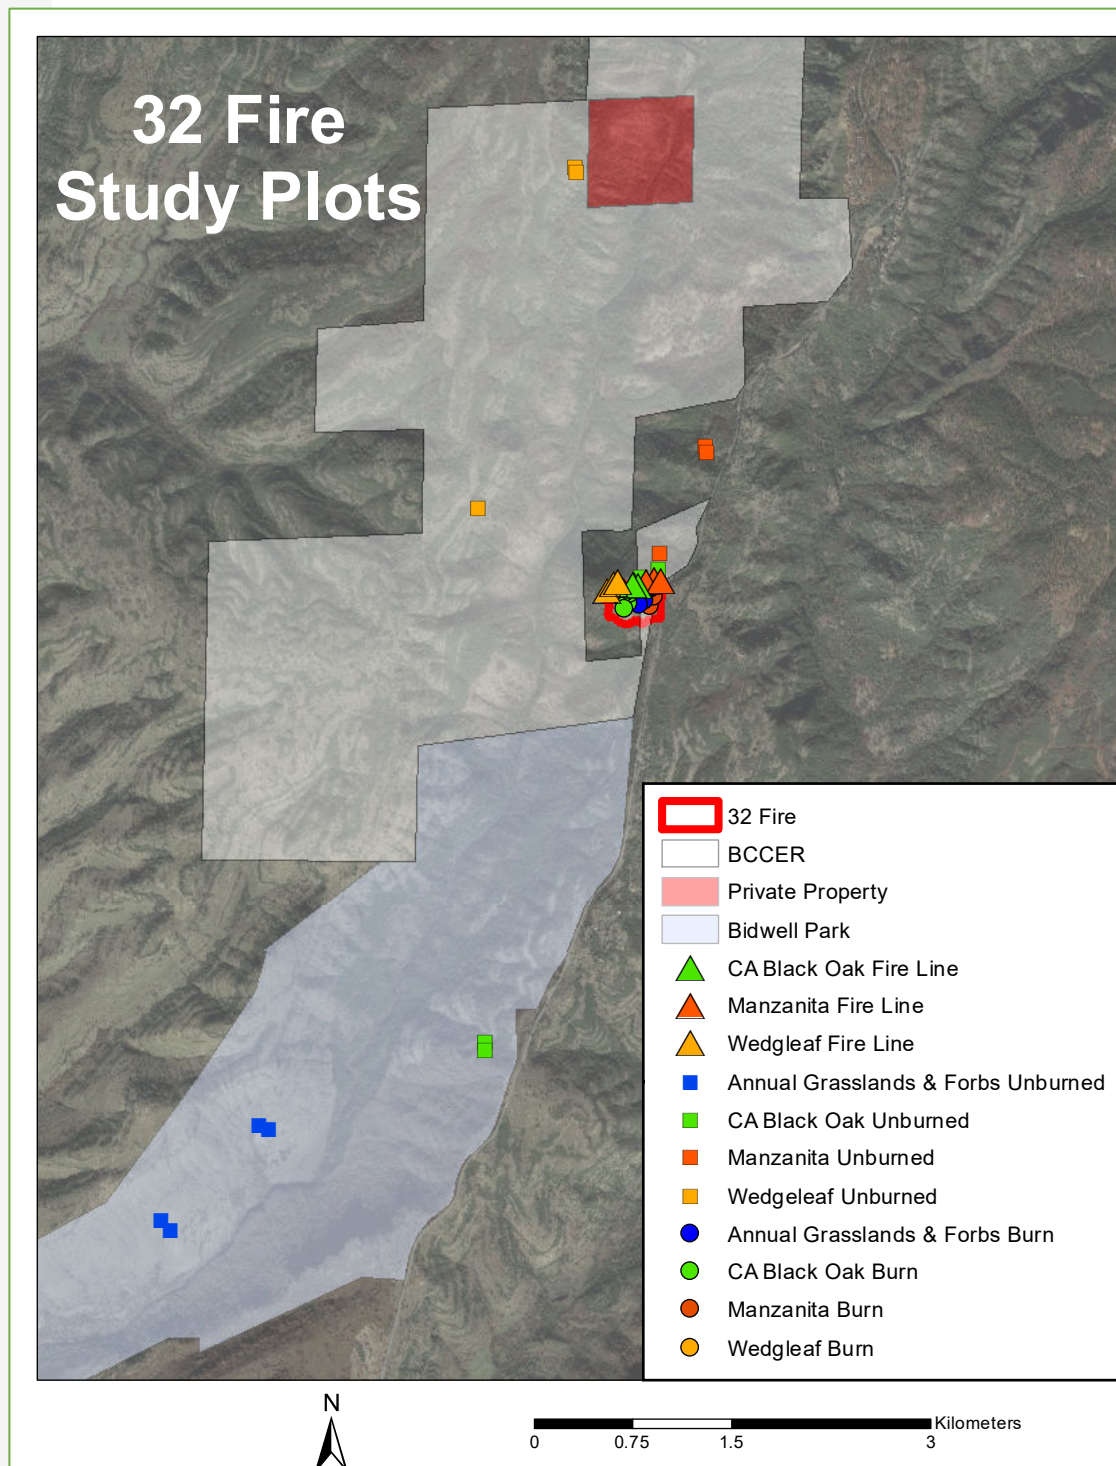 32 Fire
Study Plots
32 Fire
BCCER
Private Property
Bidwell Park
CA Black Oak Fire Line
Manzanita Fire Line
Wedgleaf Fire Line
Annual Grasslands & Forbs Unburned
CA Black Oak Unburned
Manzanita Unburned
Wedgeleaf Unburned
Annual Grasslands & Forbs Burn
CA Black Oak Burn
Manzanita Burn
Wedgleaf Burn
N
Kilometers
0 0.75 1.5 3